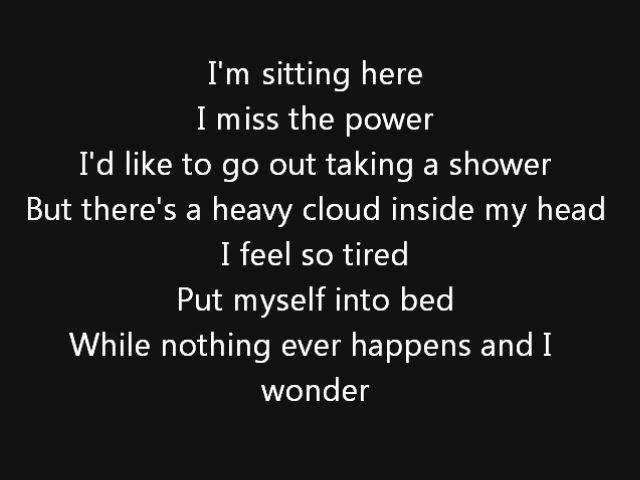 I'm sitting here
I miss the power
I'd like to go out taking a shower
But there's a heavy cloud inside my head
I feel so tired
Put myself into bed
While nothing ever happens and I
wonder